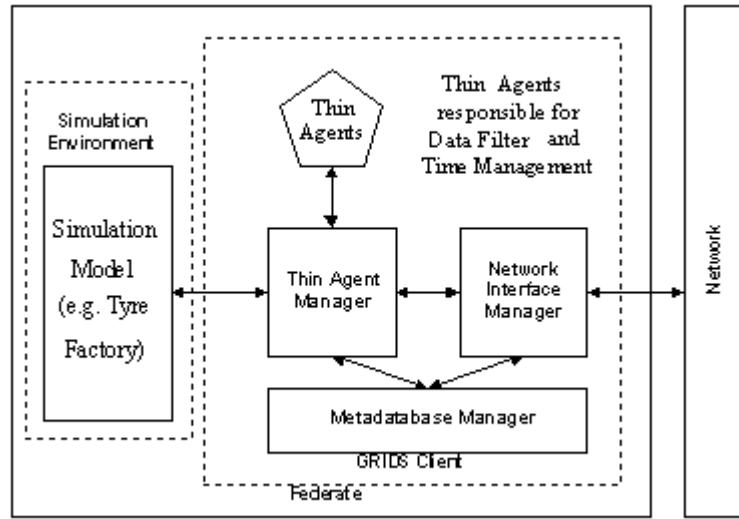 Simulation
Environment
Simulation
Model
(e.g. Tyre
Factory)
Thin
Agents
Thin Agents
responsible for
Data Filter and
Time Management
Thin Agent
Manager
Network
Interface
Manager
Metadatabase Manager
GRIDS Client
Federate
Network